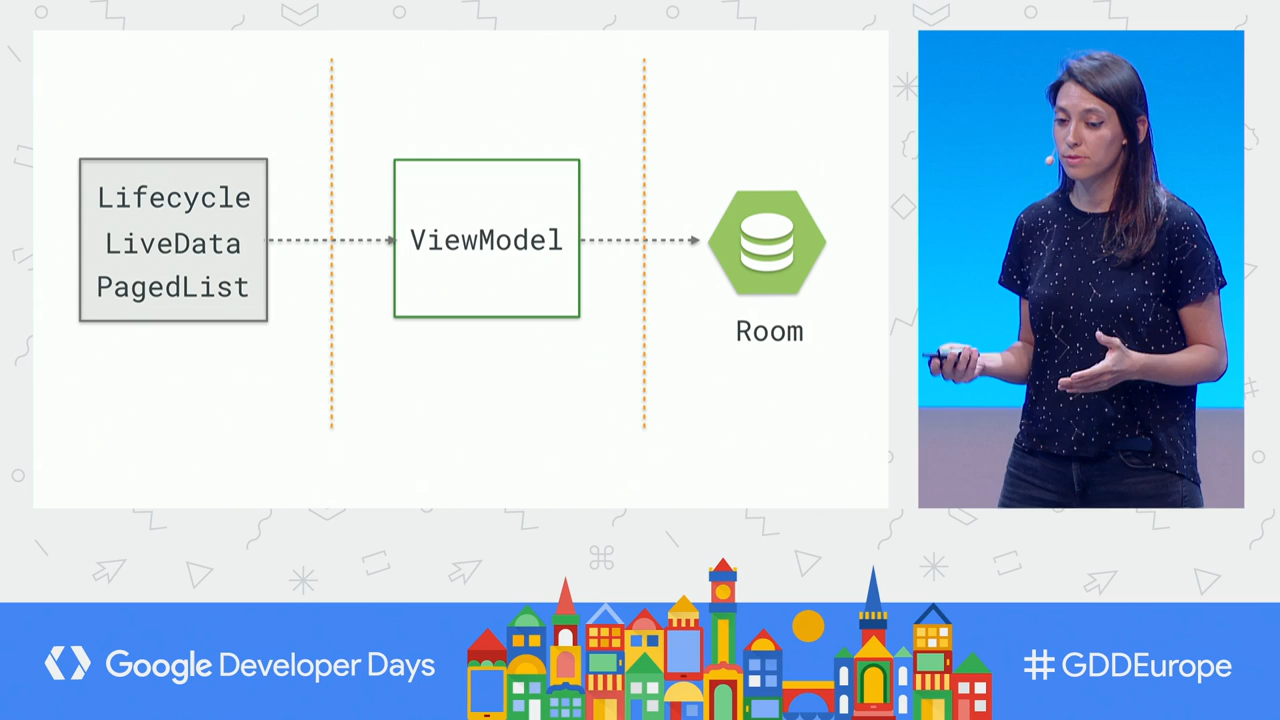 Lifecycle
LiveData
PagedList
ViewModel
Room
Google Developer Days
#GDDEurope